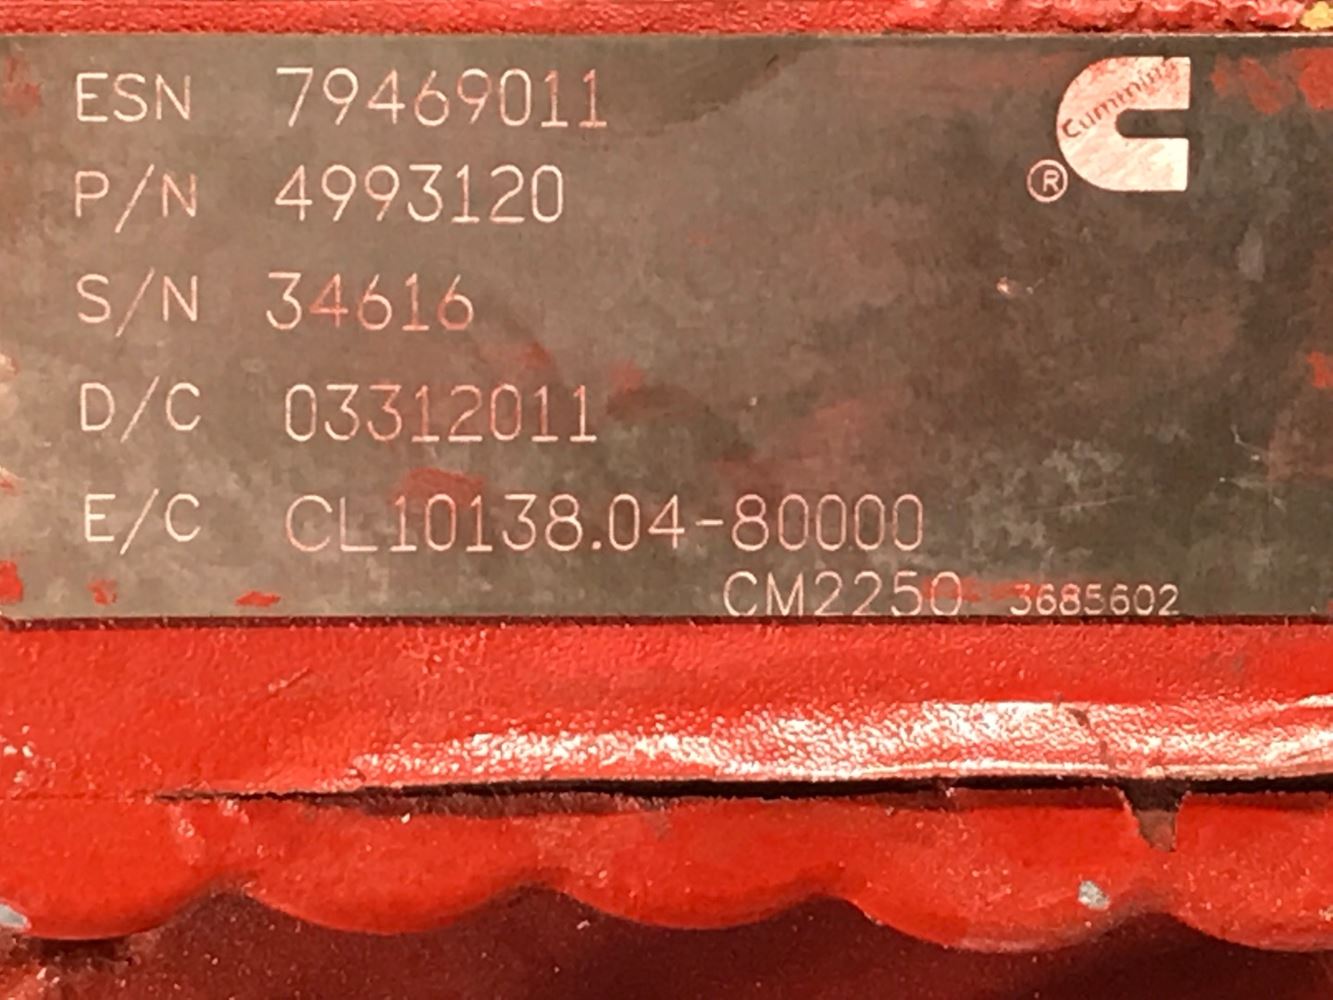 ESN 79469011
Cummins
®
P/N 4993120
S/N 34616
D/C 03312011
E/C CL10138.04-80000
CM2250 3685602